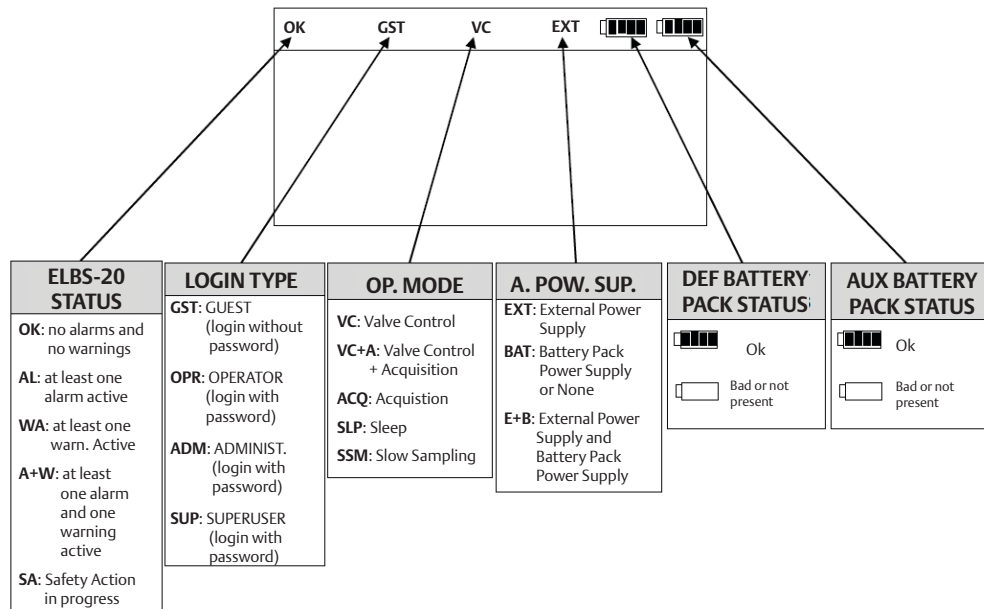 OK GST VC EXT
ELBS-20
STATUS
OK: no alarms and
no warnings
AL: at least one
alarm active
WA: at least one
warn. Active
A+W: at least
one alarm
and one
warning
active
SA: Safety Action
in progress
LOGIN TYPE
GST: GUEST
(login without
password)
OPR: OPERATOR
(login with
password)
ADM: ADMINIST.
(login with
password)
SUP: SUPERUSER
(login with
password)
OP. MODE
VC: Valve Control
VC+A: Valve Control
+ Acquisition
ACQ: Acquistion
SLP: Sleep
SSM: Slow Sampling
A. POW. SUP.
EXT: External Power
Supply
BAT: Battery Pack
Power Supply
or None
E+B: External Power
Supply and
Battery Pack
Power Supply
DEF BATTERY
PACK STATUS
Ok
Bad or not
present
AUX BATTERY
PACK STATUS
Ok
Bad or not
present